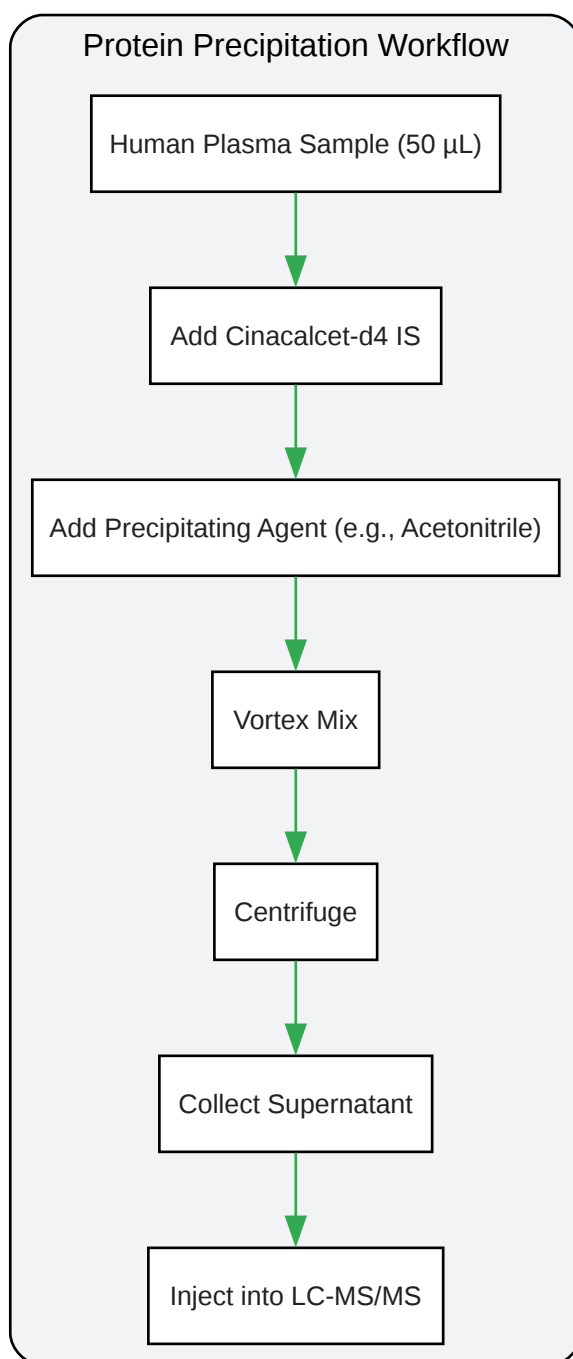 Protein Precipitation Workflow
Human Plasma Sample (50 µL)
Add Cinacalcet-d4 IS
Add Precipitating Agent (e.g., Acetonitrile)
Vortex Mix
Centrifuge
Collect Supernatant
Inject into LC-MS/MS